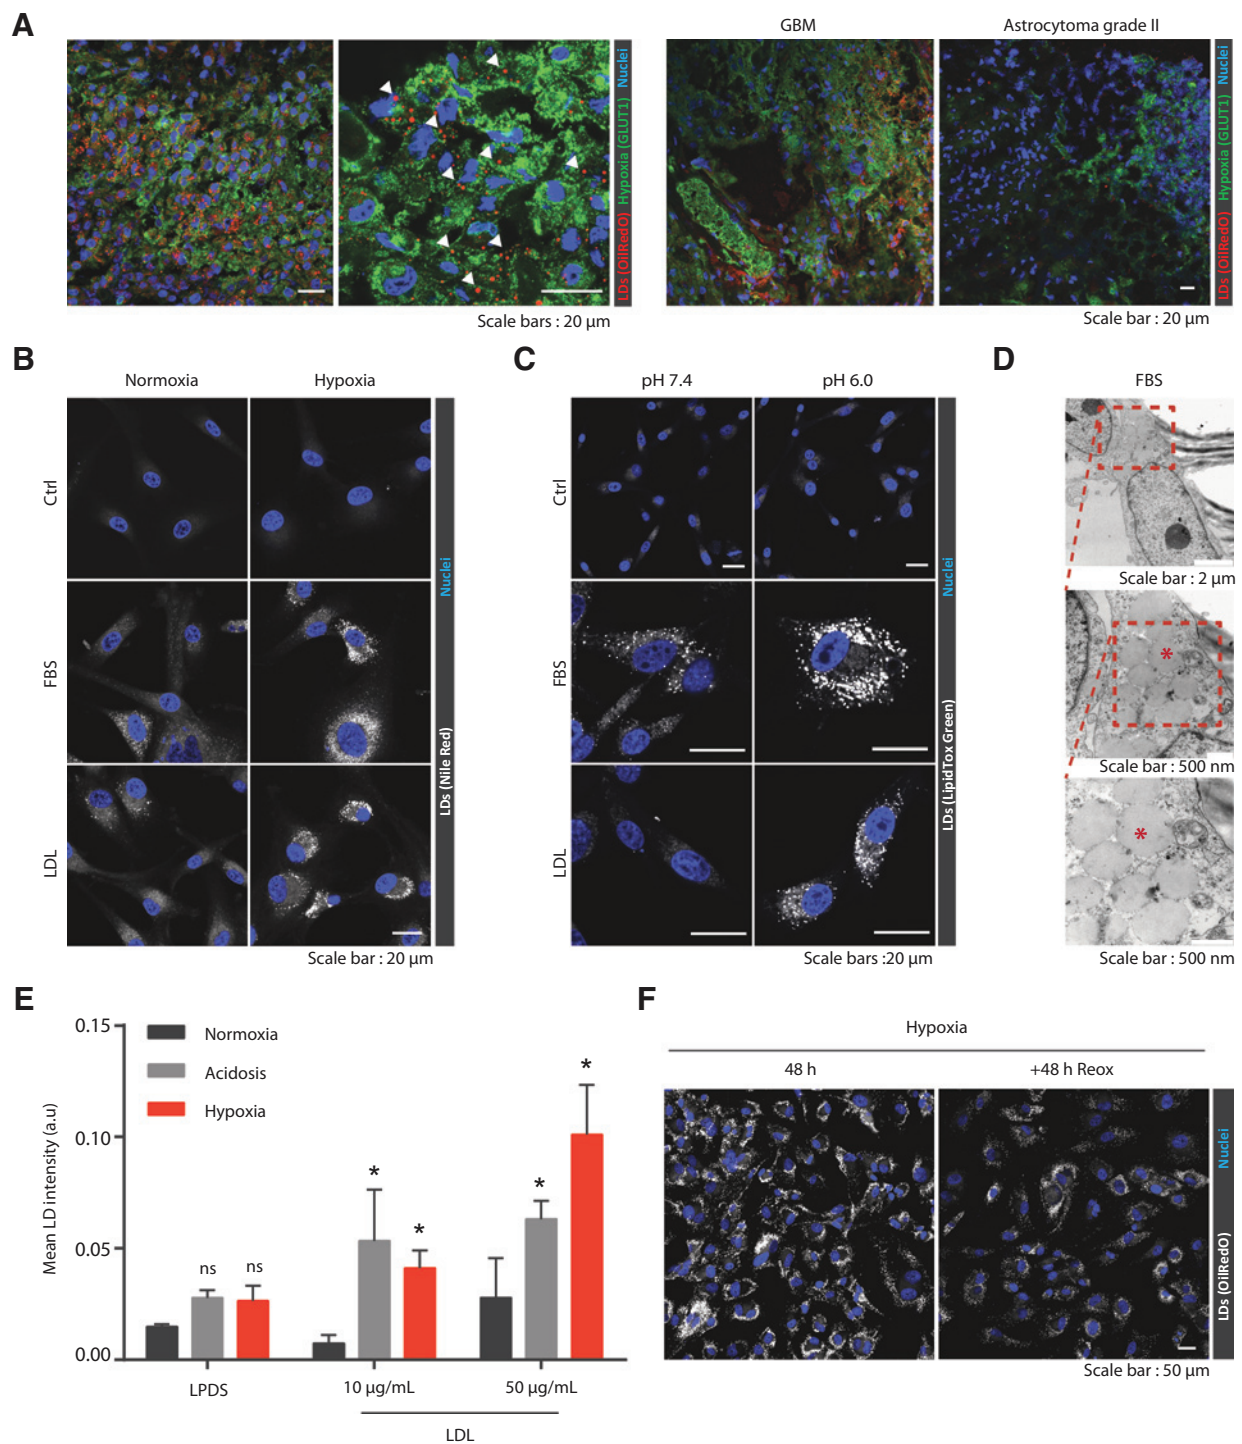 A
GBM
Astrocytoma grade II
LDs (OilRedO) Hypoxia (GLUT1) Nuclei
LDs (OilRedO) Hypoxia (GLUT1) Nuclei
Scale bars : 20 µm
Scale bar : 20 µm
B
Normoxia
Hypoxia
Ctrl
FBS
LDL
LDs (Nile Red)
Nuclei
Scale bar : 20 µm
C
pH 7.4
pH 6.0
Ctrl
FBS
LDL
LDs (LipidTox Green)
Nuclei
Scale bars :20 µm
D
FBS
Scale bar : 2 µm
*
Scale bar : 500 nm
*
Scale bar : 500 nm
E
Mean LD intensity (a.u)
0.15
0.10
0.05
0.00
Normoxia
Acidosis
Hypoxia
ns
ns
*
*
*
*
LPDS
10 µg/mL
50 µg/mL
LDL
F
Hypoxia
48 h
+48 h Reox
LDs (OilRedO)
Nuclei
Scale bar : 50 µm